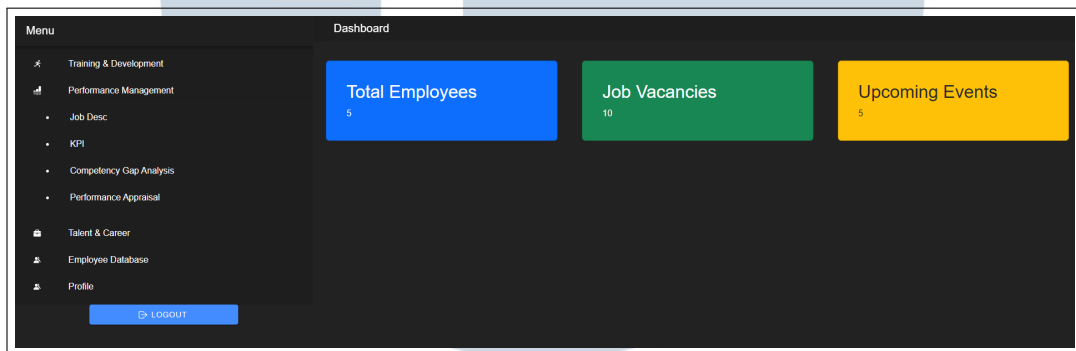 Menu
Training & Development
Performance Management
Job Desc
KPI
Competency Gap Analysis
Performance Appraisal
Talent & Career
Employee Database
Profile
LOGOUT
Dashboard
Total Employees
5
Job Vacancies
10
Upcoming Events
5